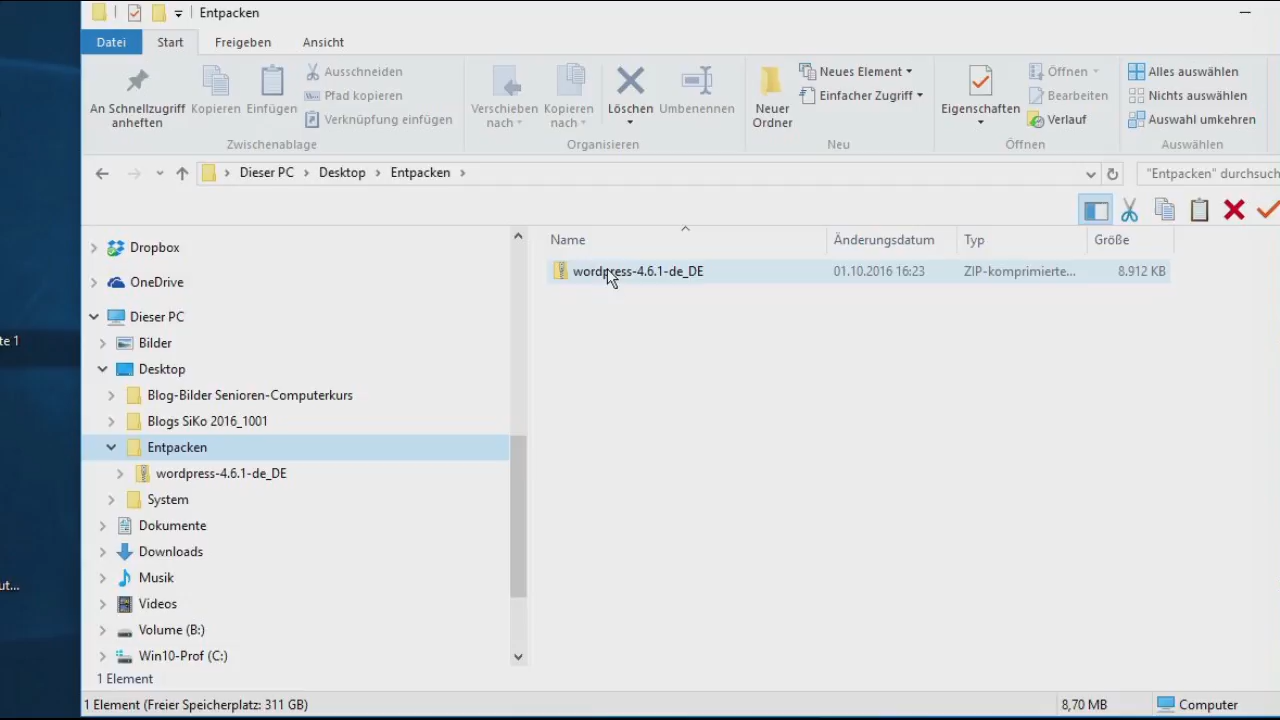 Entpacken
Datei Start Freigeben Ansicht
An Schnellzugriff anheften
Kopieren
Einfügen
Ausschneiden
Pfad kopieren
Verknüpfung einfügen
Zwischenablage
Verschieben nach
Kopieren nach
Löschen
Umbenennen
Organisieren
Neuer Ordner
Neues Element
Einfacher Zugriff
Neu
Eigenschaften
Öffnen
Bearbeiten
Verlauf
Öffnen
Alles auswählen
Nichts auswählen
Auswahl umkehren
Auswählen
Dieser PC > Desktop > Entpacken >
"Entpacken" durchsuch
Dropbox
OneDrive
Dieser PC
Bilder
Desktop
Blog-Bilder Senioren-Computerkurs
Blogs SiKo 2016_1001
Entpacken
wordpress-4.6.1-de_DE
System
Dokumente
Downloads
Musik
Videos
Volume (B:)
Win10-Prof (C:)
Name Änderungsdatum Typ Größe
wordpress-4.6.1-de_DE 01.10.2016 16:23 ZIP-komprimierte... 8.912 KB
te 1
ut...
1 Element
1 Element (Freier Speicherplatz: 311 GB) 8,70 MB Computer